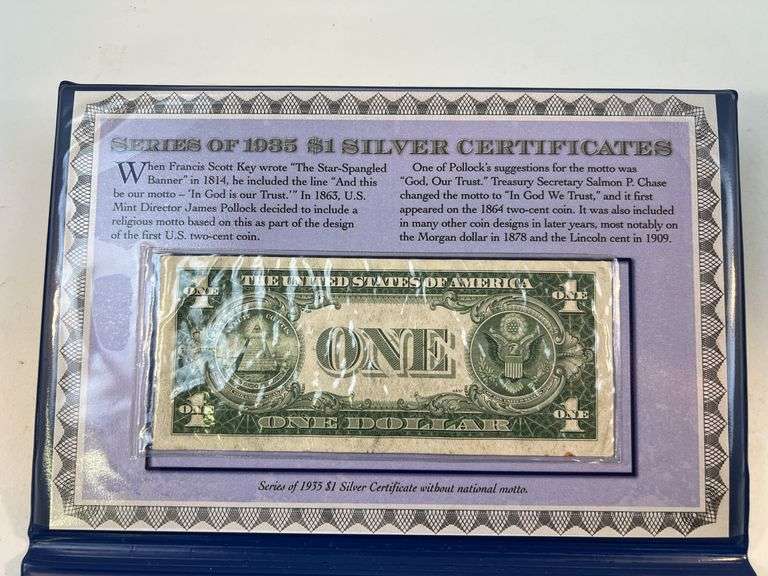 SERIES OF 1935 $1 SILVER CERTIFICATES
When Francis Scott Key wrote "The Star-Spangled
Banner" in 1814, he included the line "And this
be our motto – 'In God is our Trust.'" In 1863, U.S.
Mint Director James Pollock decided to include a
religious motto based on this as part of the design
of the first U.S. two-cent coin.
One of Pollock's suggestions for the motto was
"God, Our Trust." Treasury Secretary Salmon P. Chase
changed the motto to "In God We Trust," and it first
appeared on the 1864 two-cent coin. It was also included
in many other coin designs in later years, most notably on
the Morgan dollar in 1878 and the Lincoln cent in 1909.
THE UNITED STATES OF AMERICA
ONE
ONE
ONE
ONE
ONE
ONE DOLLAR
Series of 1935 $1 Silver Certificate without national motto.